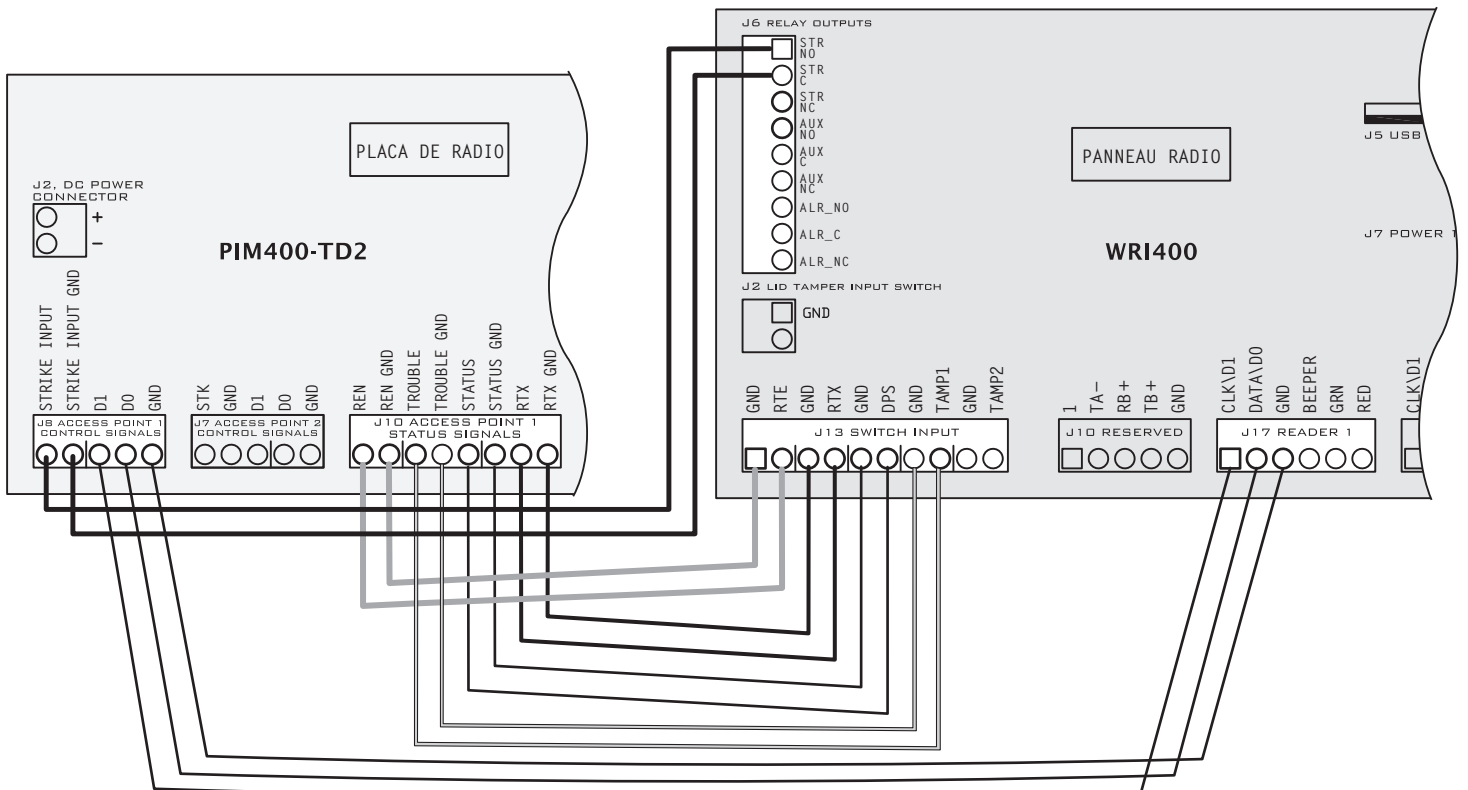 J6 RELAY OUTPUTS
STR
NO
STR
C
STR
NC
AUX
NO
AUX
C
AUX
NC
ALR_NO
ALR_C
ALR_NC
PLACA DE RADIO
J2, DC POWER
CONNECTOR
+
−
PIM400-TD2
PANNEAU RADIO
J5 USB
WRI400
J7 POWER 1
J2 LID TAMPER INPUT SWITCH
GND
STRIKE INPUT
STRIKE INPUT GND
D1
D0
GND
J8 ACCESS POINT 1
CONTROL SIGNALS
STK
GND
D1
D0
GND
J7 ACCESS POINT 2
CONTROL SIGNALS
REN
REN GND
TROUBLE
TROUBLE GND
STATUS
STATUS GND
RTX
RTX GND
J10 ACCESS POINT 1
STATUS SIGNALS
GND
RTE
GND
RTX
GND
DPS
GND
TAMP1
GND
TAMP2
J13 SWITCH INPUT
1
TA−
RB+
TB+
GND
J10 RESERVED
CLK\D1
DATA\D0
GND
BEEPER
GRN
RED
J17 READER 1
CLK\D1